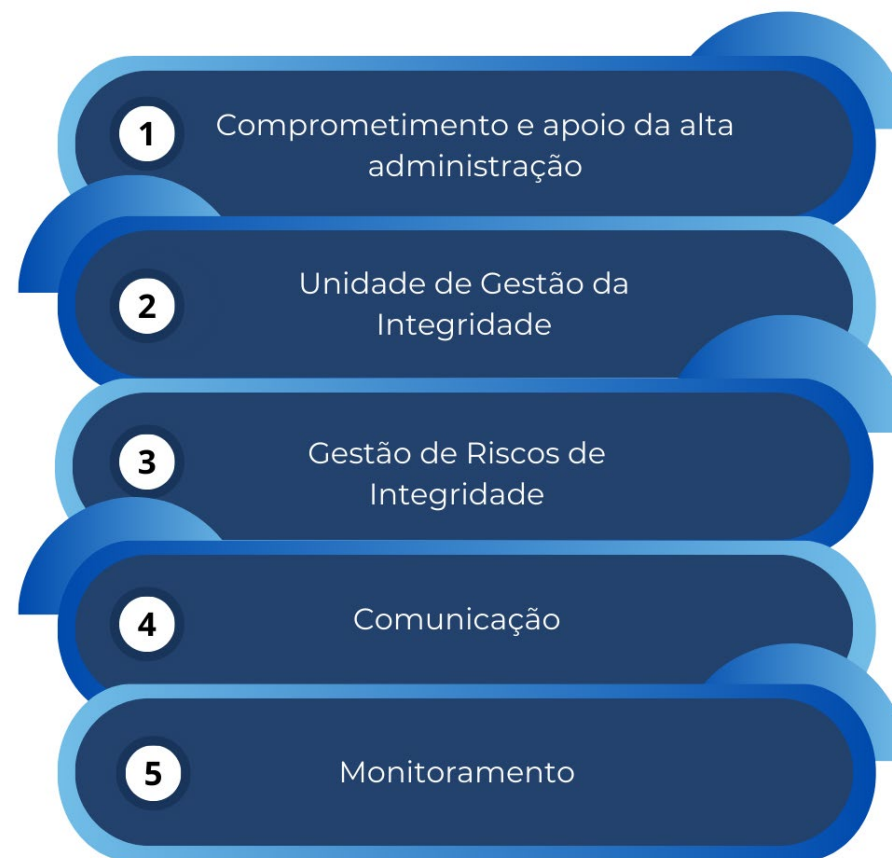 1
Comprometimento e apoio da alta
administração
2
Unidade de Gestão da
Integridade
3
Gestão de Riscos de
Integridade
4
Comunicação
5
Monitoramento